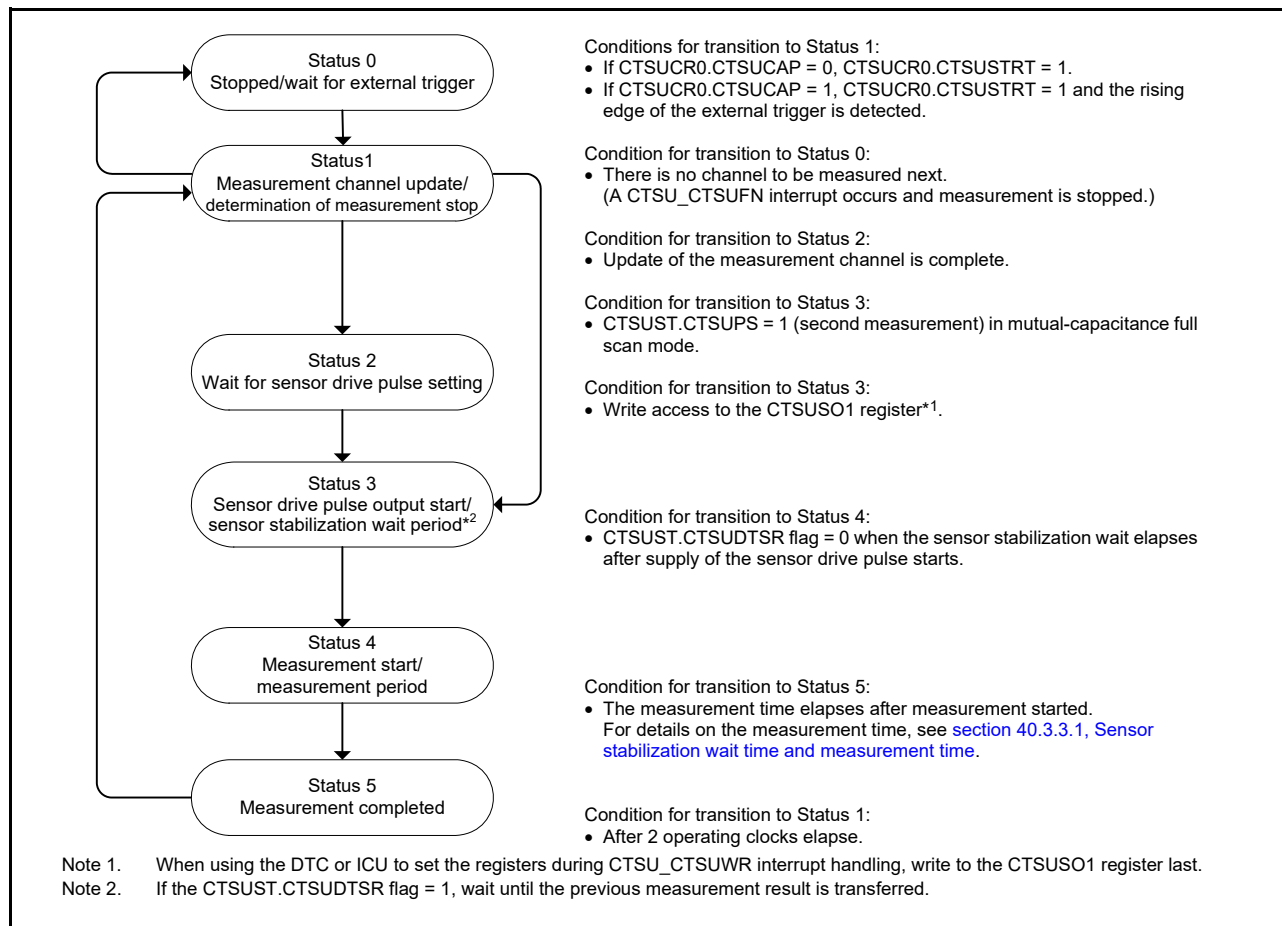 Status 0
Stopped/wait for external trigger
Status1
Measurement channel update/
determination of measurement stop
Status 2
Wait for sensor drive pulse setting
Status 3
Sensor drive pulse output start/
sensor stabilization wait period*2
Status 4
Measurement start/
measurement period
Status 5
Measurement completed
Conditions for transition to Status 1:
• If CTSUCR0.CTSUCAP = 0, CTSUCR0.CTSUSTRT = 1.
• If CTSUCR0.CTSUCAP = 1, CTSUCR0.CTSUSTRT = 1 and the rising
edge of the external trigger is detected.
Condition for transition to Status 0:
• There is no channel to be measured next.
(A CTSU_CTSUFN interrupt occurs and measurement is stopped.)
Condition for transition to Status 2:
• Update of the measurement channel is complete.
Condition for transition to Status 3:
• CTSUST.CTSUPS = 1 (second measurement) in mutual-capacitance full
scan mode.
Condition for transition to Status 3:
• Write access to the CTSUSO1 register*1.
Condition for transition to Status 4:
• CTSUST.CTSUDTSR flag = 0 when the sensor stabilization wait elapses
after supply of the sensor drive pulse starts.
Condition for transition to Status 5:
• The measurement time elapses after measurement started.
For details on the measurement time, see section 40.3.3.1, Sensor
stabilization wait time and measurement time.
Condition for transition to Status 1:
• After 2 operating clocks elapse.
Note 1. When using the DTC or ICU to set the registers during CTSU_CTSUWR interrupt handling, write to the CTSUSO1 register last.
Note 2. If the CTSUST.CTSUDTSR flag = 1, wait until the previous measurement result is transferred.